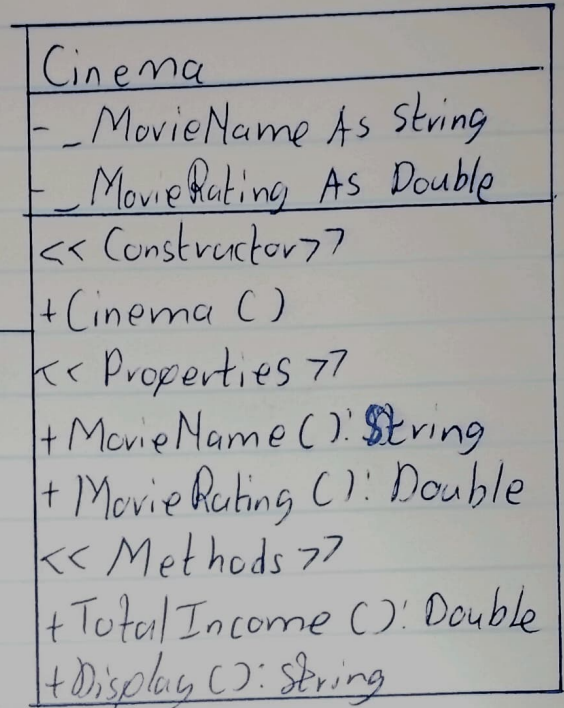 Cinema
- _MovieName As String
- _MovieRating As Double
<< Constructor >>
+ Cinema ()
<< Properties >>
+ MovieName (): String
+ MovieRating (): Double
<< Methods >>
+ TotalIncome (): Double
+ Display (): String